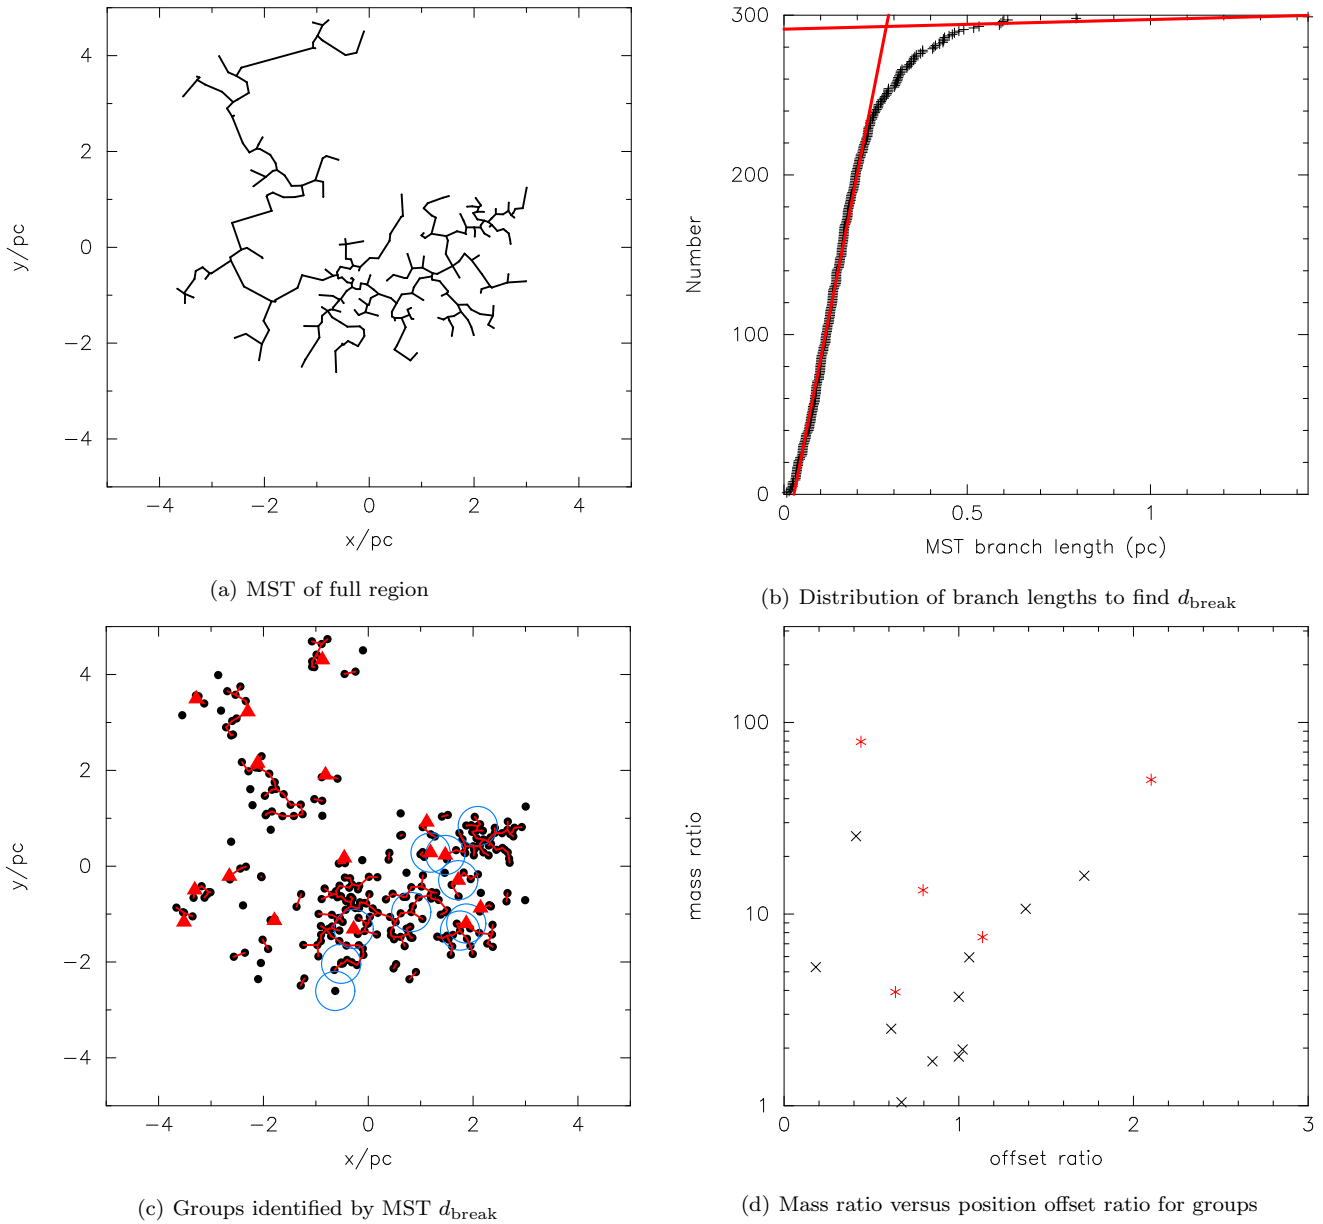 4
2
0
−2
−4
y/pc
−4
−2
0
2
4
x/pc
(a) MST of full region
300
200
100
0
Number
0
0.5
1
MST branch length (pc)
(b) Distribution of branch lengths to find d_break
4
2
0
−2
−4
y/pc
−4
−2
0
2
4
x/pc
(c) Groups identified by MST d_break
100
10
1
mass ratio
0
1
2
3
offset ratio
(d) Mass ratio versus position offset ratio for groups